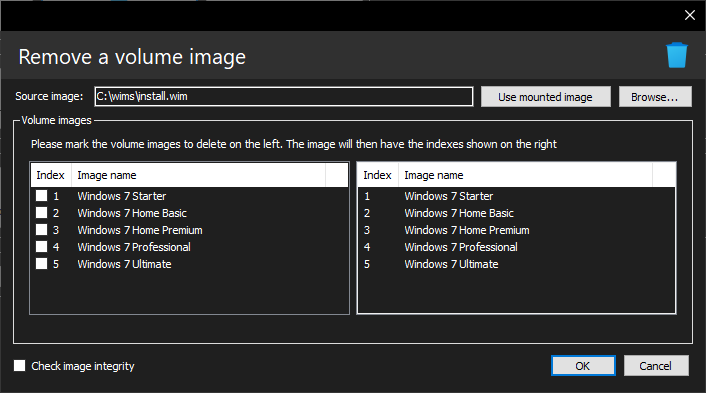 Remove a volume image
Source image: C:\wims\install.wim Use mounted image Browse...
Volume images
Please mark the volume images to delete on the left. The image will then have the indexes shown on the right
Index Image name Index Image name
1 Windows 7 Starter 1 Windows 7 Starter
2 Windows 7 Home Basic 2 Windows 7 Home Basic
3 Windows 7 Home Premium 3 Windows 7 Home Premium
4 Windows 7 Professional 4 Windows 7 Professional
5 Windows 7 Ultimate 5 Windows 7 Ultimate
Check image integrity OK Cancel